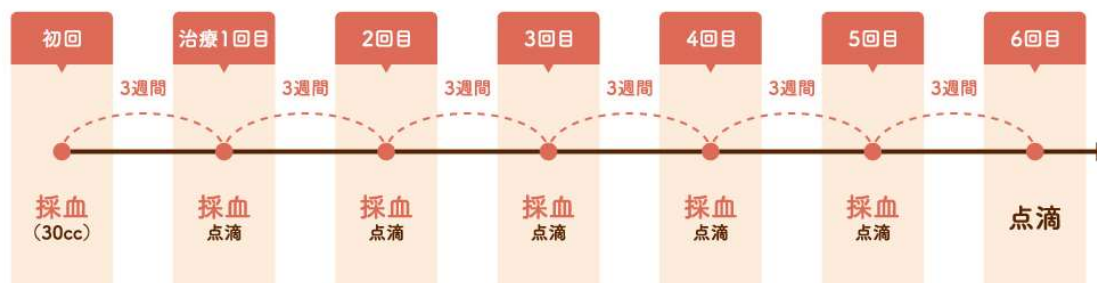 初回
治療1回目
2回目
3回目
4回目
5回目
6回目
3週間
3週間
3週間
3週間
3週間
3週間
採血
(30cc)
採血
点滴
採血
点滴
採血
点滴
採血
点滴
採血
点滴
点滴